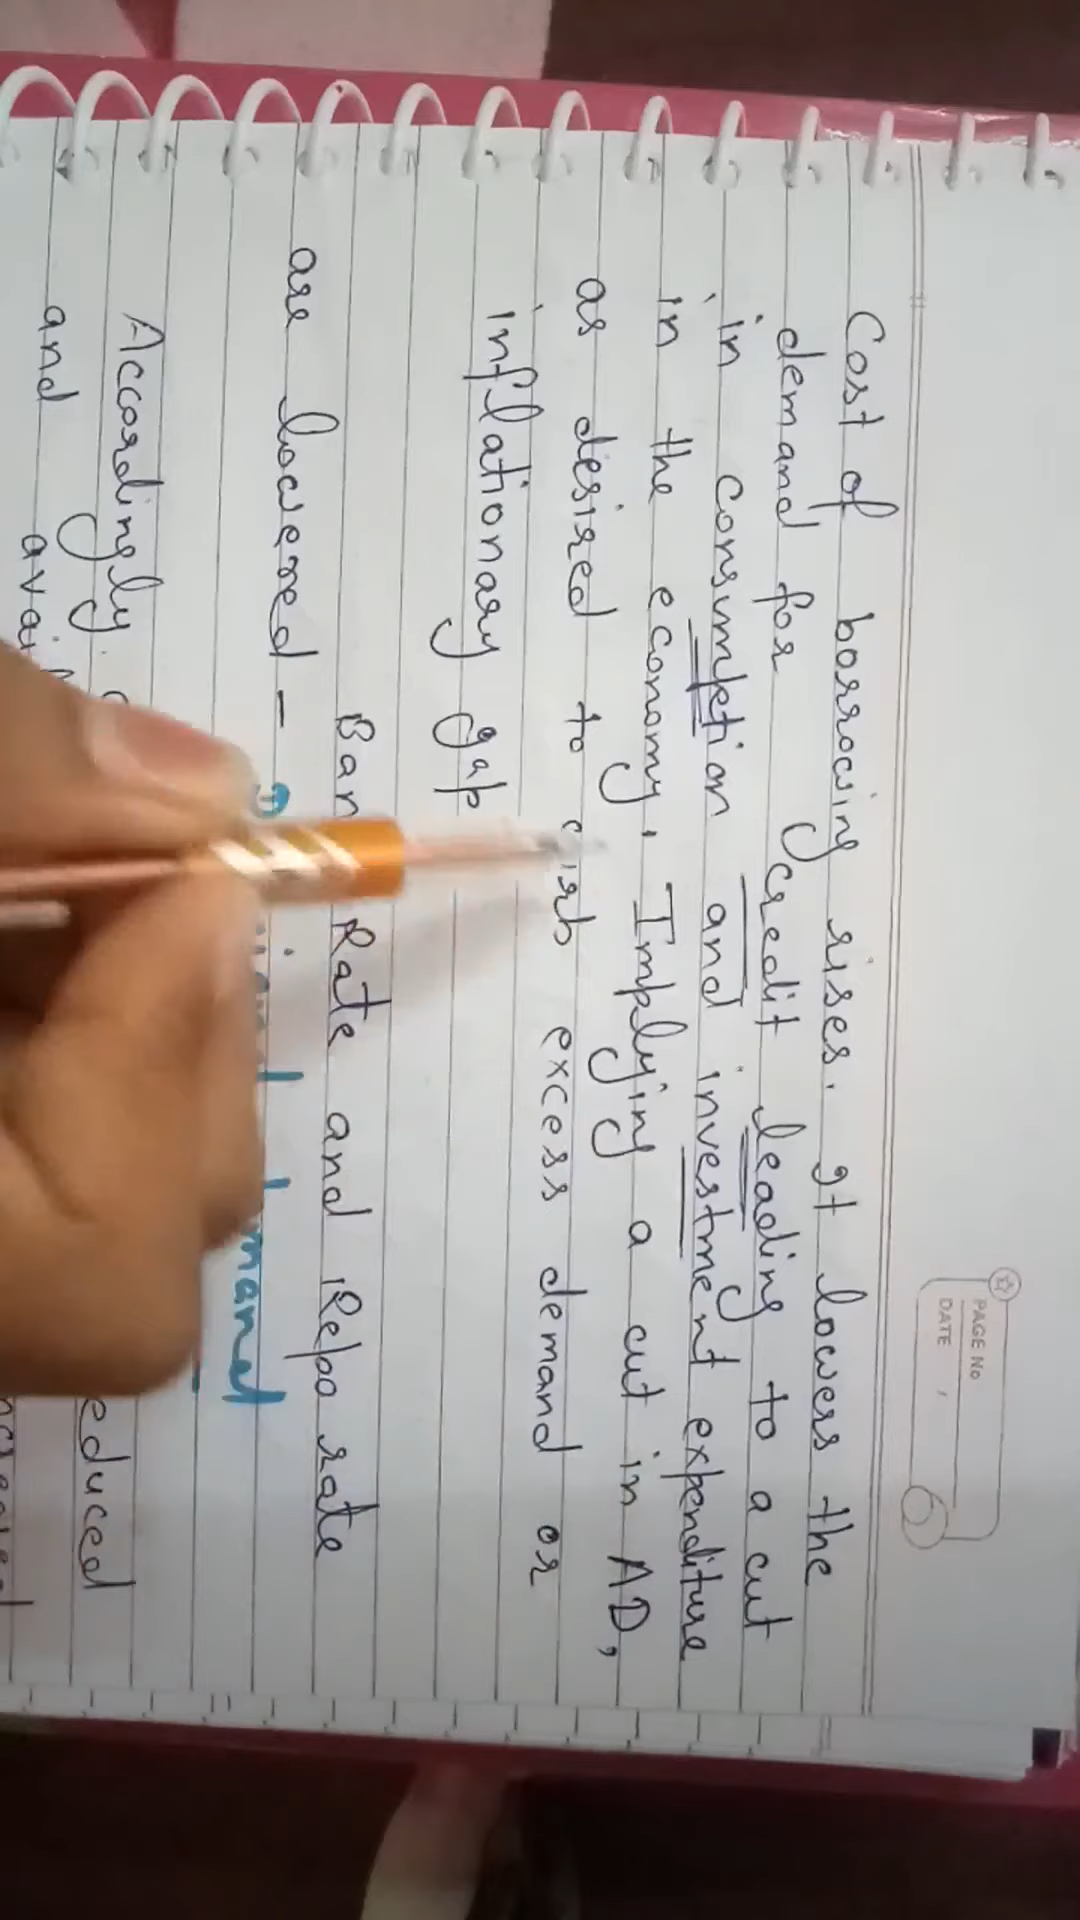 PAGE No
DATE
Cost of borrowing rises. It lowers the
demand for credit leading to a cut
in consumption and investment expenditure
in the economy, Implying a cut in AD,
as desired to curb excess demand or
inflationary gap
Rate and Repo rate
are lowered -
Accordingly educed
and